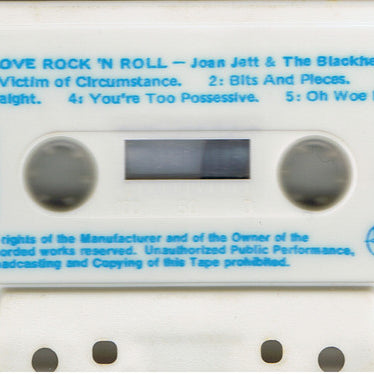 OVE ROCK 'N ROLL — Joan Jett & The Blackhe
Victim of Circumstance. 2: Bits And Pieces.
aight. 4: You're Too Possessive. 5: Oh Woe
rights of the Manufacturer and of the Owner of the
orded works reserved. Unauthorized Public Performance,
adcasting and Copying of this Tape prohibited.